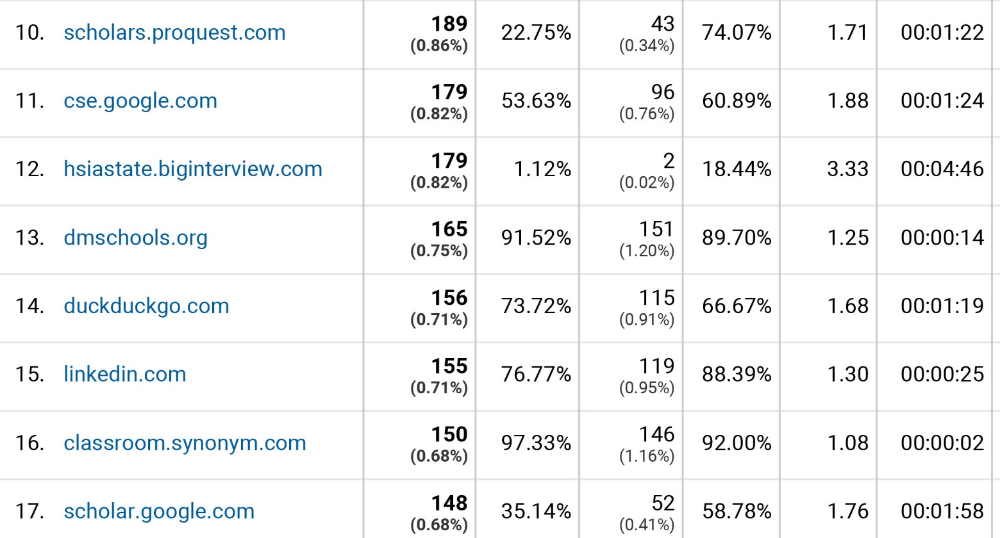 10. scholars.proquest.com 189 (0.86%) 22.75% 43 (0.34%) 74.07% 1.71 00:01:22
11. cse.google.com 179 (0.82%) 53.63% 96 (0.76%) 60.89% 1.88 00:01:24
12. hsiastate.biginterview.com 179 (0.82%) 1.12% 2 (0.02%) 18.44% 3.33 00:04:46
13. dmschools.org 165 (0.75%) 91.52% 151 (1.20%) 89.70% 1.25 00:00:14
14. duckduckgo.com 156 (0.71%) 73.72% 115 (0.91%) 66.67% 1.68 00:01:19
15. linkedin.com 155 (0.71%) 76.77% 119 (0.95%) 88.39% 1.30 00:00:25
16. classroom.synonym.com 150 (0.68%) 97.33% 146 (1.16%) 92.00% 1.08 00:00:02
17. scholar.google.com 148 (0.68%) 35.14% 52 (0.41%) 58.78% 1.76 00:01:58